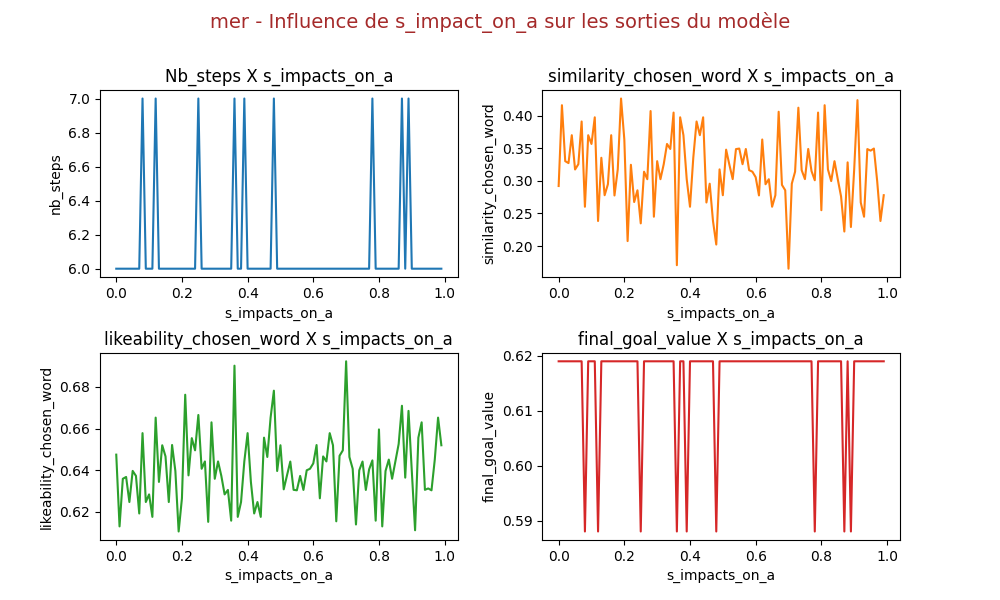 mer - Influence de s_impact_on_a sur les sorties du modèle
Nb_steps X s_impacts_on_a
nb_steps
7.0
6.8
6.6
6.4
6.2
6.0
0.0 0.2 0.4 0.6 0.8 1.0
s_impacts_on_a
similarity_chosen_word X s_impacts_on_a
similarity_chosen_word
0.40
0.35
0.30
0.25
0.20
0.0 0.2 0.4 0.6 0.8 1.0
s_impacts_on_a
likeability_chosen_word X s_impacts_on_a
likeability_chosen_word
0.68
0.66
0.64
0.62
0.0 0.2 0.4 0.6 0.8 1.0
s_impacts_on_a
final_goal_value X s_impacts_on_a
final_goal_value
0.62
0.61
0.60
0.59
0.0 0.2 0.4 0.6 0.8 1.0
s_impacts_on_a